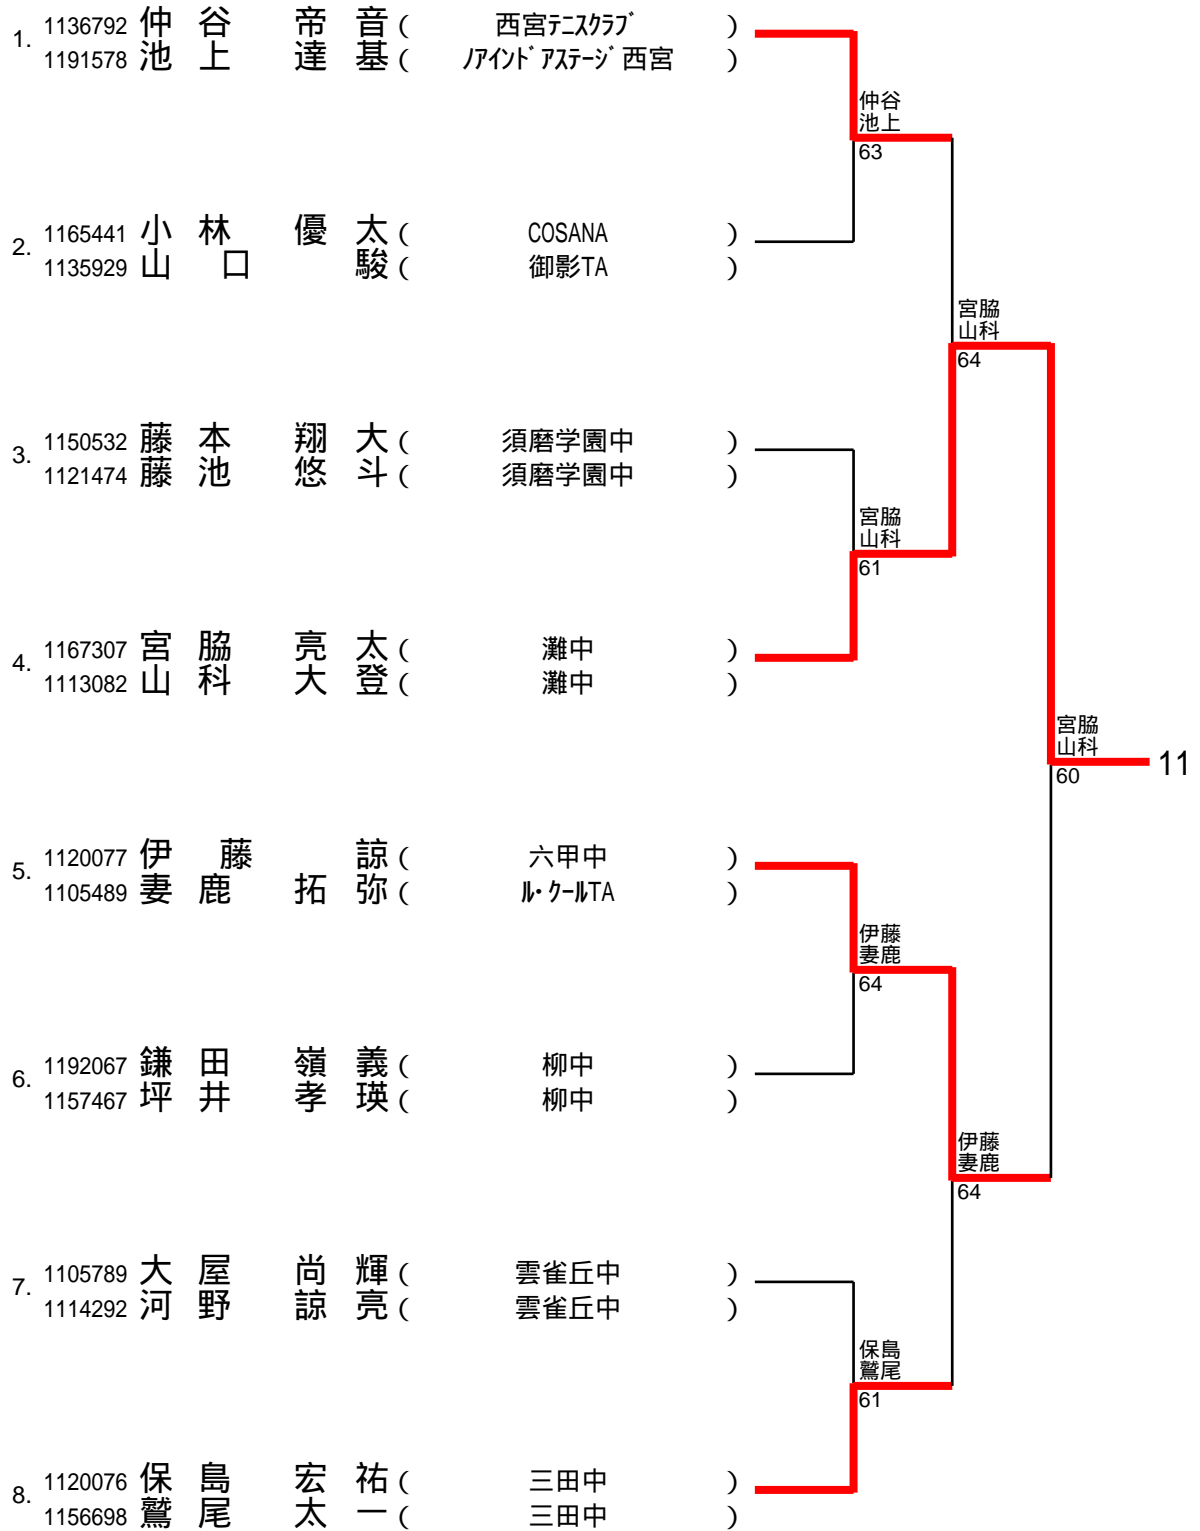 1. 1136792 仲谷 帝音 ( 西宮テニスクラブ )
1191578 池上 達基 ( ノアインドアステージ西宮 )
仲谷
池上
63
2. 1165441 小林 優太 ( COSANA )
1135929 山口 駿 ( 御影TA )
宮脇
山科
64
3. 1150532 藤本 翔大 ( 須磨学園中 )
1121474 藤池 悠斗 ( 須磨学園中 )
宮脇
山科
61
4. 1167307 宮脇 亮太 ( 灘中 )
1113082 山科 大登 ( 灘中 )
宮脇
山科
60
11
5. 1120077 伊藤 諒 ( 六甲中 )
1105489 妻鹿 拓弥 ( ル・クールTA )
伊藤
妻鹿
64
6. 1192067 鎌田 嶺義 ( 柳中 )
1157467 坪井 孝瑛 ( 柳中 )
伊藤
妻鹿
64
7. 1105789 大屋 尚輝 ( 雲雀丘中 )
1114292 河野 諒亮 ( 雲雀丘中 )
保島
鷲尾
61
8. 1120076 保島 宏祐 ( 三田中 )
1156698 鷲尾 太一 ( 三田中 )